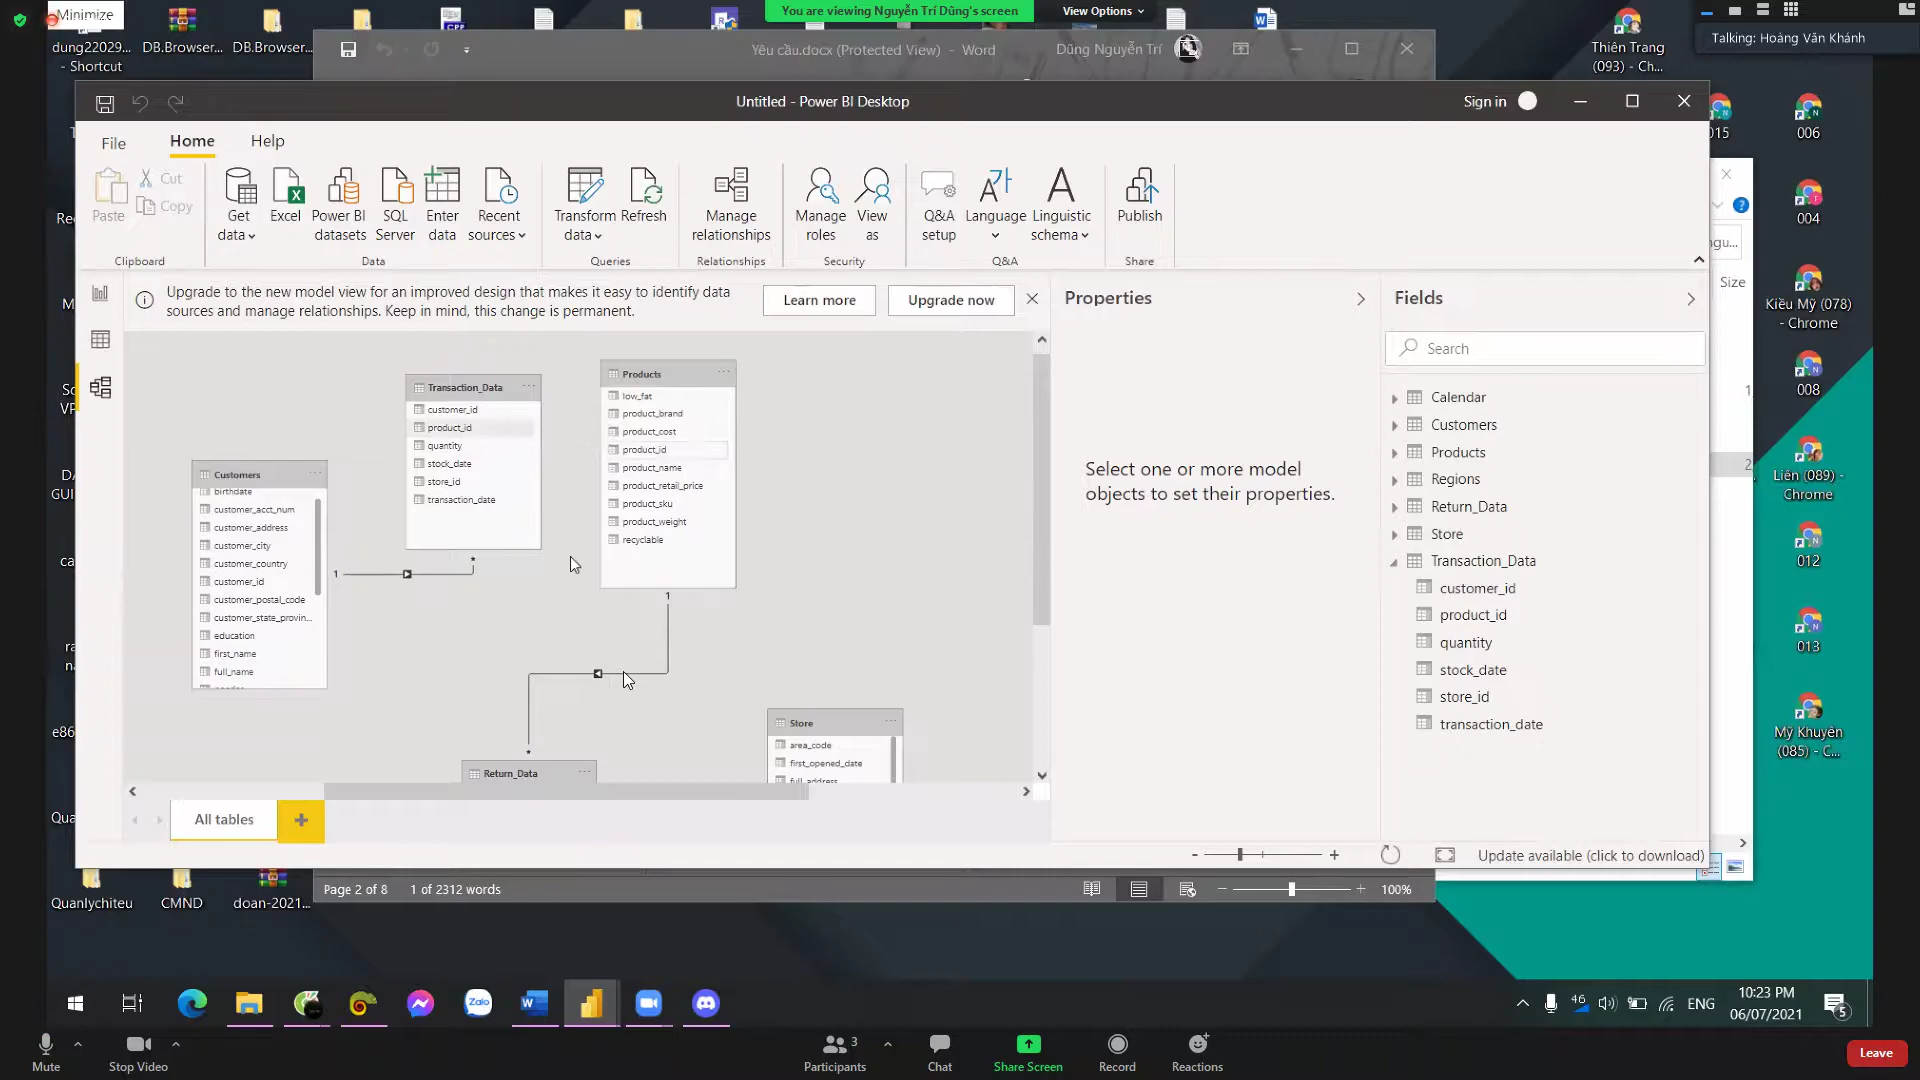 Minimize
You are viewing Nguyễn Trí Dũng's screen
View Options
Talking: Hoàng Văn Khánh
dung22029...
- Shortcut
DB.Browser...
DB.Browser...
Thiên Trang
(093) - Ch...
Yêu cầu.docx (Protected View) - Word
Dũng Nguyễn Trí
Untitled - Power BI Desktop
Sign in
File
Home
Help
Paste
Cut
Copy
Clipboard
Get
data
Excel
Power BI
datasets
SQL
Server
Enter
data
Recent
sources
Data
Transform
data
Refresh
Queries
Manage
relationships
Relationships
Manage
roles
View
as
Security
Q&A
setup
Language
Linguistic
schema
Q&A
Publish
Share
Upgrade to the new model view for an improved design that makes it easy to identify data
sources and manage relationships. Keep in mind, this change is permanent.
Learn more
Upgrade now
Transaction_Data
customer_id
product_id
quantity
stock_date
store_id
transaction_date
Products
low_fat
product_brand
product_cost
product_id
product_name
product_retail_price
product_sku
product_weight
recyclable
Customers
birthdate
customer_acct_num
customer_address
customer_city
customer_country
customer_id
customer_postal_code
customer_state_provin...
education
first_name
full_name
1
*
1
*
Return_Data
Store
area_code
first_opened_date
full_address
All tables
+
Properties
Select one or more model
objects to set their properties.
Fields
Search
Calendar
Customers
Products
Regions
Return_Data
Store
Transaction_Data
customer_id
product_id
quantity
stock_date
store_id
transaction_date
- +
Update available (click to download)
015
006
004
Size
Kiều Mỹ (078)
- Chrome
008
1
Liên (089) -
Chrome
2
012
013
Mỹ Khuyên
(085) - C...
Quanlychiteu
CMND
doan-2021...
Page 2 of 8
1 of 2312 words
100%
Zalo
46
ENG
10:23 PM
06/07/2021
5
Mute
Stop Video
Participants
3
Chat
Share Screen
Record
Reactions
Leave